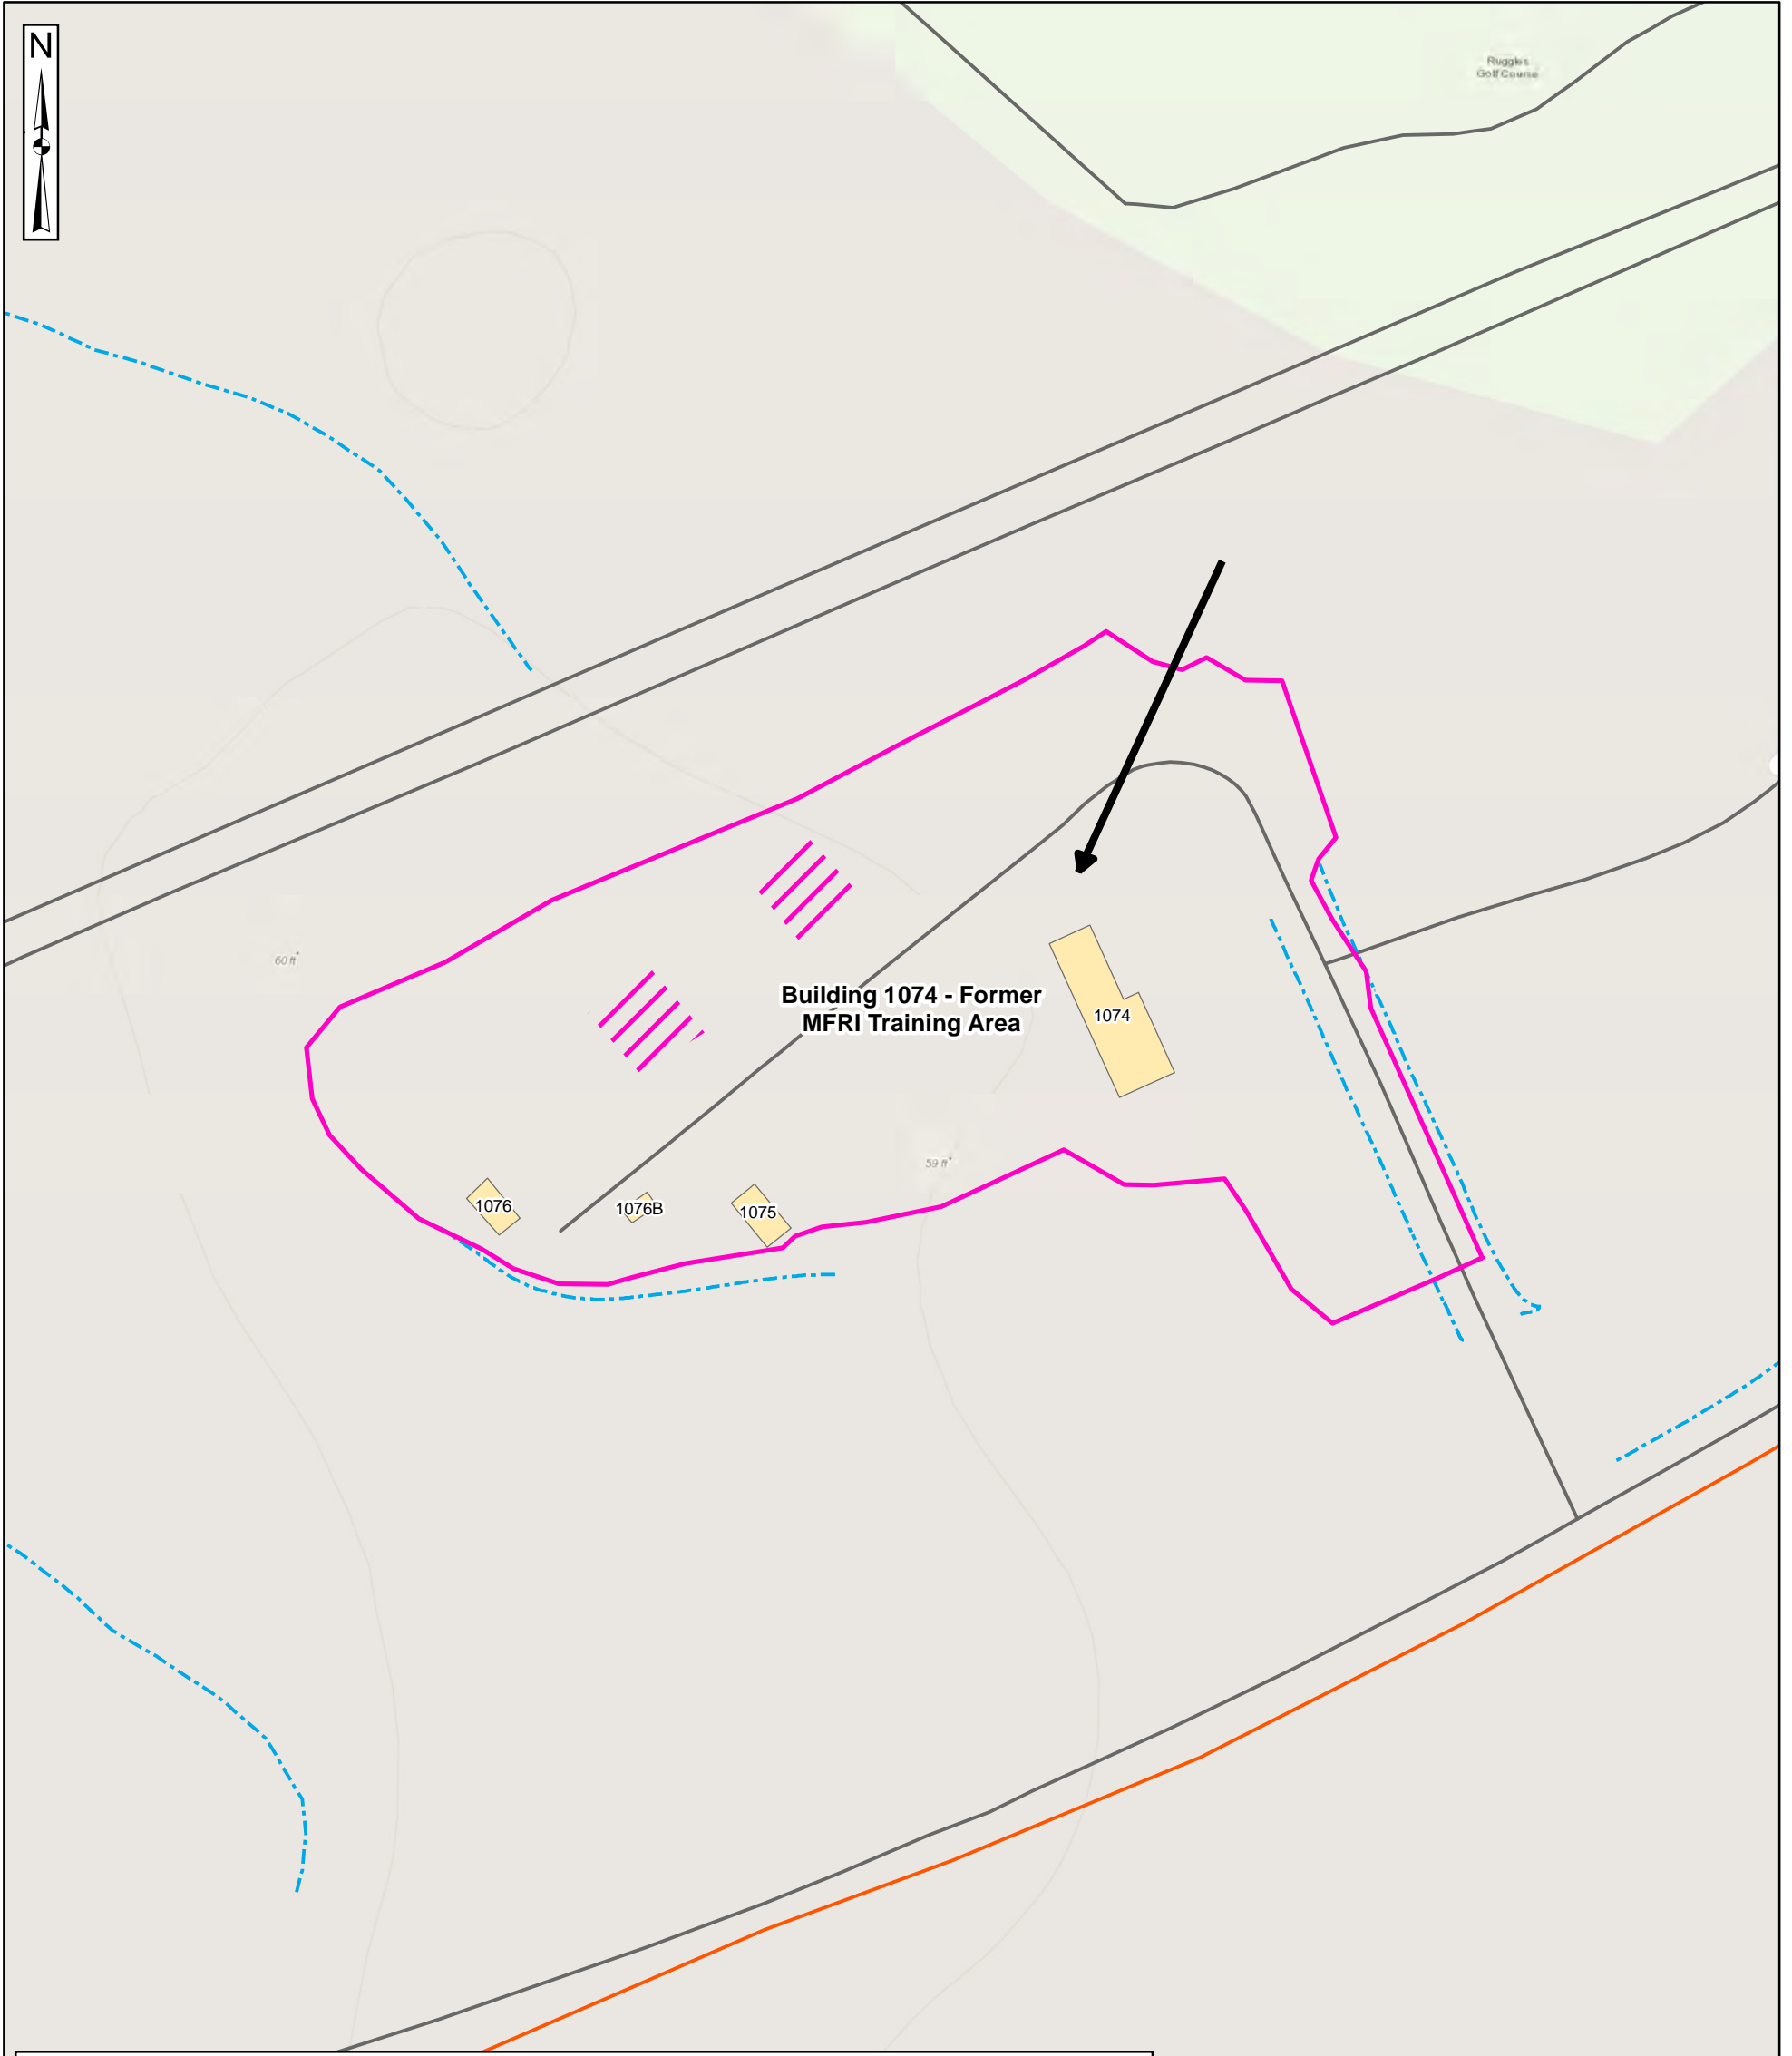 N
Ruggles
Golf Course
60 ft
Building 1074 - Former
MFRI Training Area
1074
59 ft
1076
1076B
1075